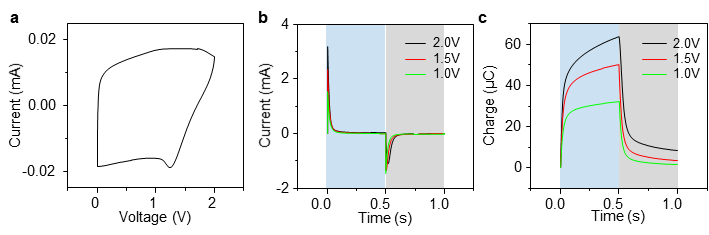 a
0.02
0.00
-0.02
Current (mA)
0
1
2
Voltage (V)
b
4
2
0
-2
Current (mA)
2.0V
1.5V
1.0V
0.0
0.5
1.0
Time (s)
c
60
40
20
0
Charge (μC)
2.0V
1.5V
1.0V
0.0
0.5
1.0
Time (s)